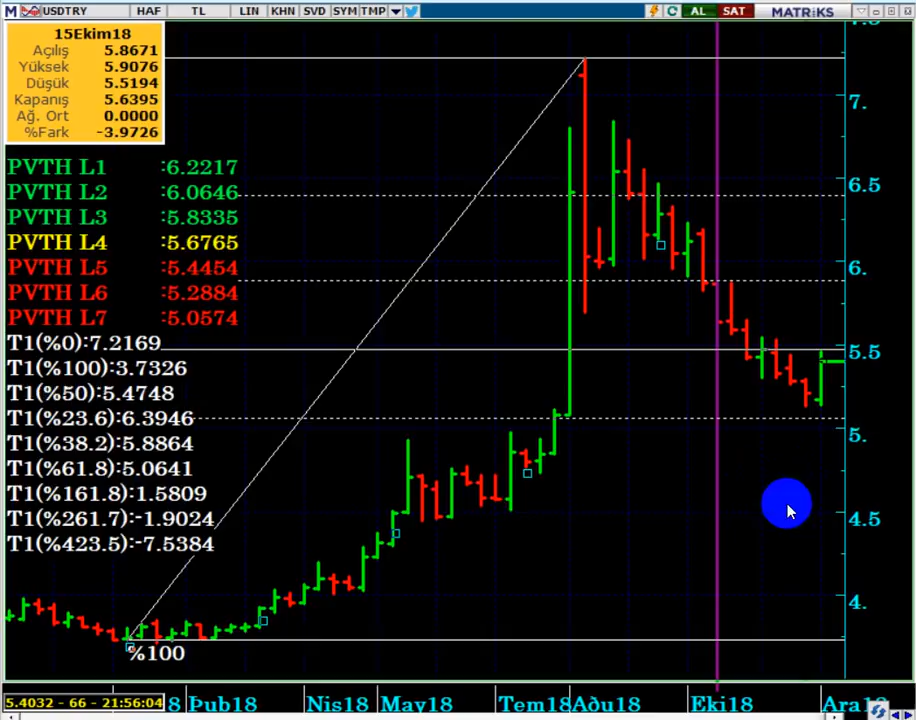 M USDTRY HAF TL LIN KHN SVD SYM TMP AL SAT MATRİKS
15Ekim18
Açılış 5.8671
Yüksek 5.9076
Düşük 5.5194
Kapanış 5.6395
Ağ. Ort 0.0000
%Fark -3.9726
PVTH L1 :6.2217
PVTH L2 :6.0646
PVTH L3 :5.8335
PVTH L4 :5.6765
PVTH L5 :5.4454
PVTH L6 :5.2884
PVTH L7 :5.0574
T1(%0):7.2169
T1(%100):3.7326
T1(%50):5.4748
T1(%23.6):6.3946
T1(%38.2):5.8864
T1(%61.8):5.0641
T1(%161.8):1.5809
T1(%261.7):-1.9024
T1(%423.5):-7.5384
7.
6.5
6.
5.5
5.
4.5
4.
%100
5.4032 - 66 - 21:56:04
8 Þub18 Nis18 May18 Tem18 Aðu18 Eki18 Ara18